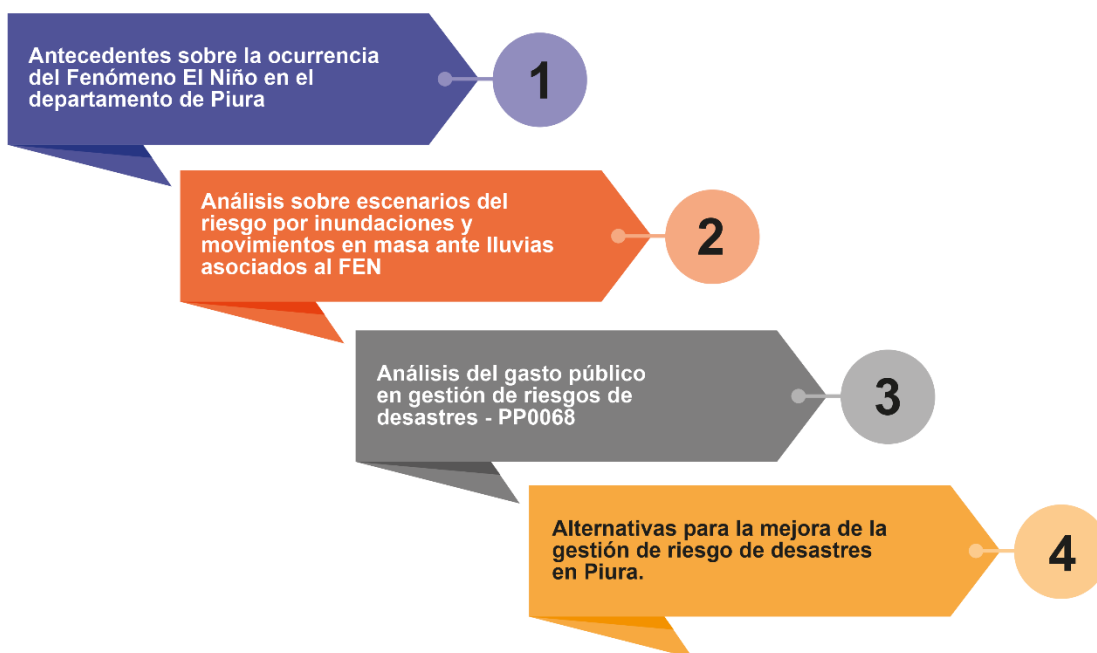 Antecedentes sobre la ocurrencia
del Fenómeno El Niño en el
departamento de Piura
1
Análisis sobre escenarios del
riesgo por inundaciones y
movimientos en masa ante lluvias
asociados al FEN
2
Análisis del gasto público
en gestión de riesgos de
desastres - PP0068
3
Alternativas para la mejora de la
gestión de riesgo de desastres
en Piura.
4